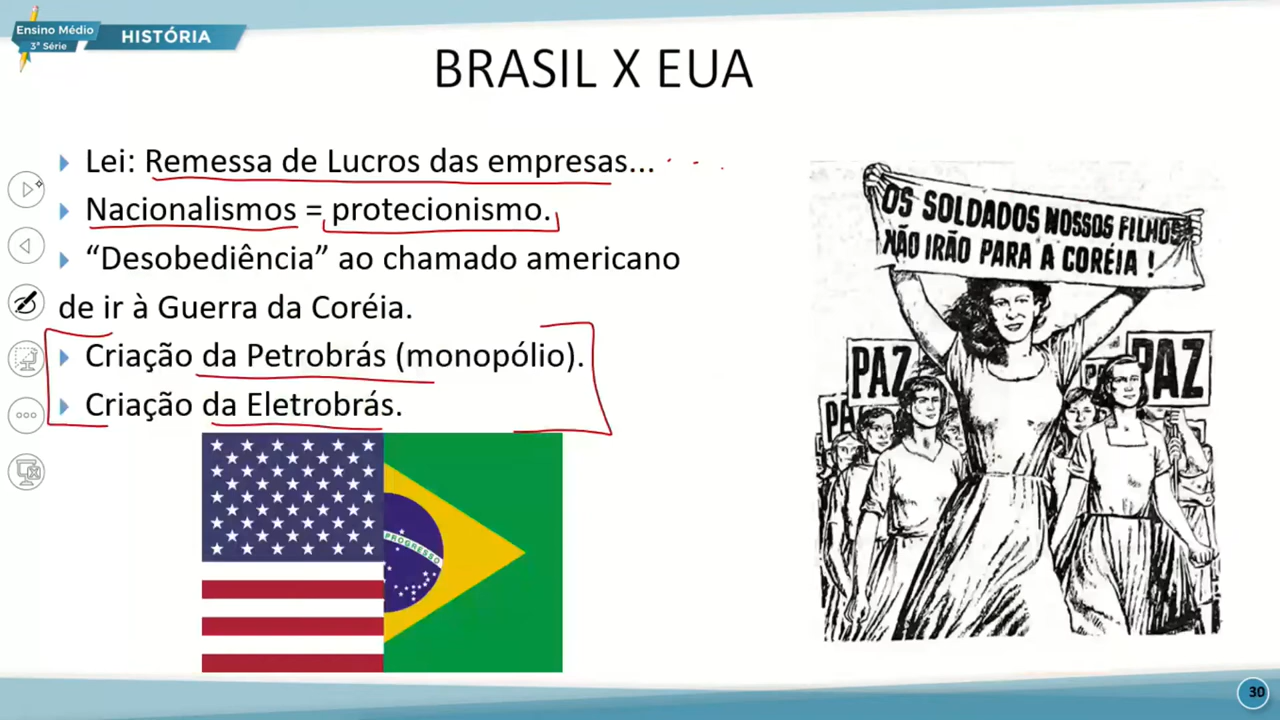 Ensino Médio
3ª Série
HISTÓRIA
BRASIL X EUA
Lei: Remessa de Lucros das empresas...
Nacionalismos = protecionismo.
“Desobediência” ao chamado americano
de ir à Guerra da Coréia.
Criação da Petrobrás (monopólio).
Criação da Eletrobrás.
PROGRESSO
OS SOLDADOS NOSSOS FILHOS
NÃO IRÃO PARA A CORÉIA !
PAZ
PAZ
30